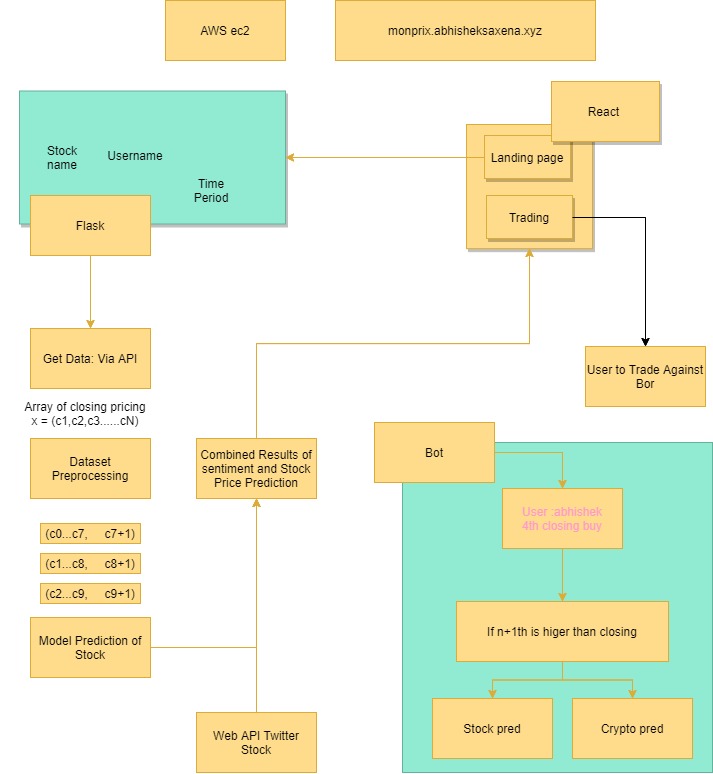 AWS ec2
monprix.abhisheksaxena.xyz
React
Landing page
Trading
Stock
name
Username
Time
Period
Flask
Get Data: Via API
Array of closing pricing
x = (c1,c2,c3......cN)
Dataset
Preprocessing
(c0...c7, c7+1)
(c1...c8, c8+1)
(c2...c9, c9+1)
Model Prediction of
Stock
Combined Results of
sentiment and Stock
Price Prediction
Web API Twitter
Stock
User to Trade Against
Bor
Bot
User :abhishek
4th closing buy
If n+1th is higer than closing
Stock pred
Crypto pred